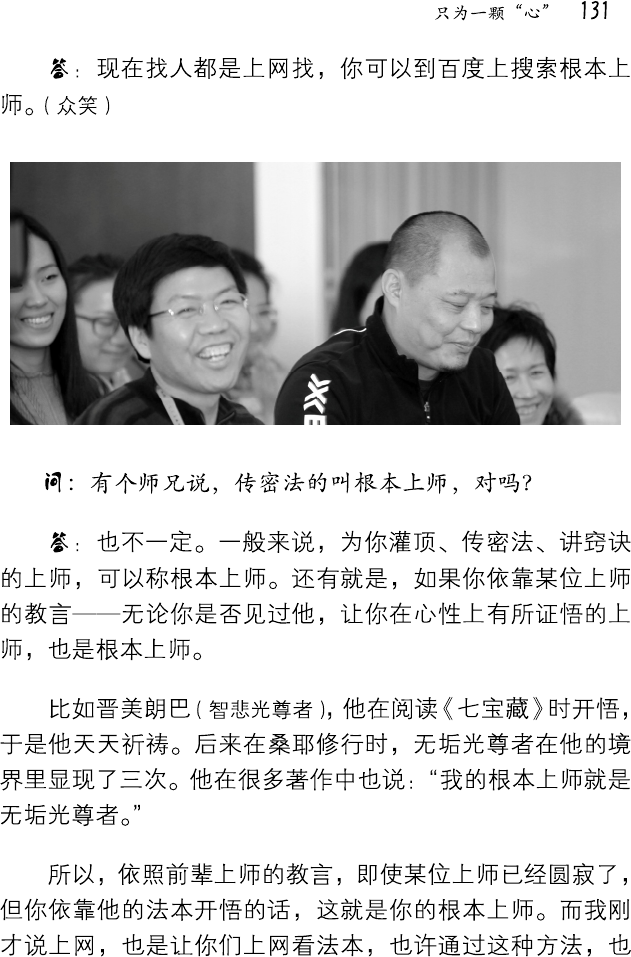 只为一颗“心” 131
答：现在找人都是上网找，你可以到百度上搜索根本上
师。（众笑）
问：有个师兄说，传密法的叫根本上师，对吗？
答：也不一定。一般来说，为你灌顶、传密法、讲窍诀
的上师，可以称根本上师。还有就是，如果你依靠某位上师
的教言——无论你是否见过他，让你在心性上有所证悟的上
师，也是根本上师。
比如晋美朗巴（智悲光尊者），他在阅读《七宝藏》时开悟，
于是他天天祈祷。后来在桑耶修行时，无垢光尊者在他的境
界里显现了三次。他在很多著作中也说：“我的根本上师就是
无垢光尊者。”
所以，依照前辈上师的教言，即使某位上师已经圆寂了，
但你依靠他的法本开悟的话，这就是你的根本上师。而我刚
才说上网，也是让你们上网看法本，也许通过这种方法，也